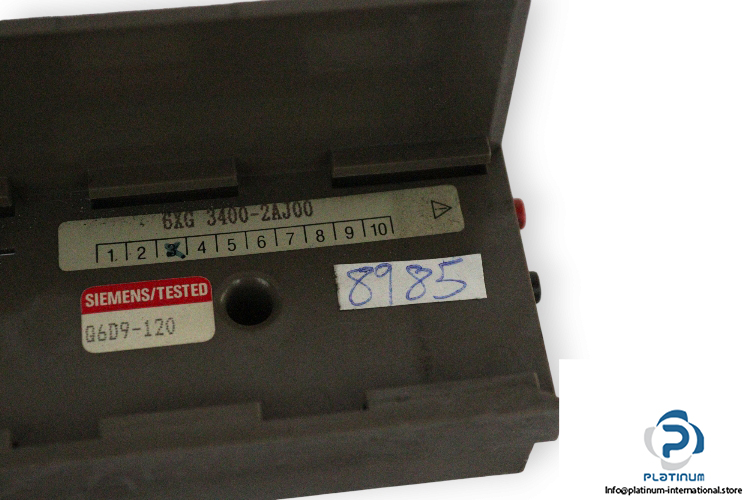 6XG 3400-2AJ00
1 2 3 4 5 6 7 8 9 10
SIEMENS/TESTED
Q6D9-120
8985
PLATINUM
Info@platinum-international.store